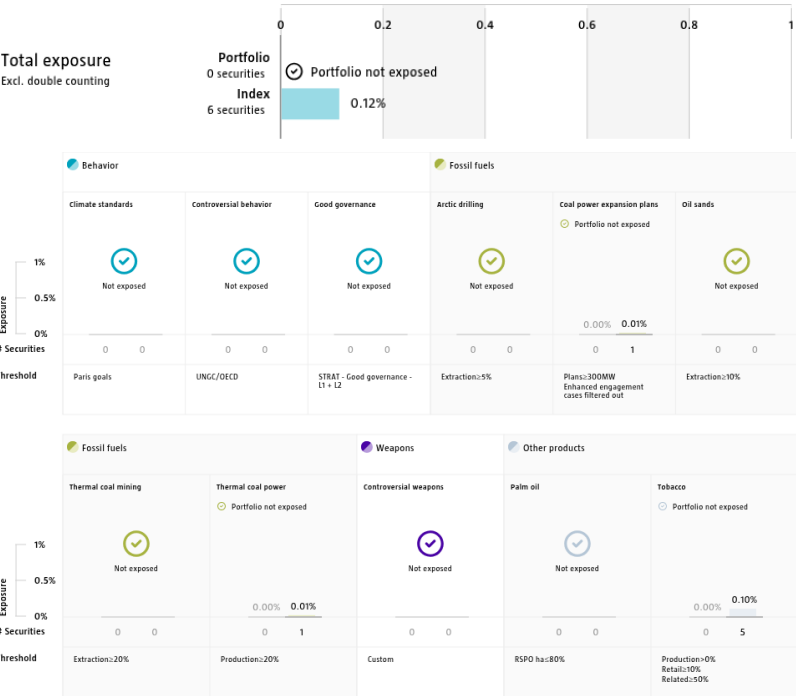 0 0.2 0.4 0.6 0.8 1
Total exposure
Excl. double counting
Portfolio
0 securities
Portfolio not exposed
Index
6 securities
0.12%
Behavior
Fossil fuels
Climate standards
Controversial behavior
Good governance
Arctic drilling
Coal power expansion plans
Oil sands
Portfolio not exposed
Not exposed
Not exposed
Not exposed
Not exposed
Not exposed
1%
0.5%
0%
Exposure
0.00% 0.01%
# Securities
0 0
0 0
0 0
0 0
0 1
0 0
hreshold
Paris goals
UNGC/OECD
STRAT - Good governance -
L1 + L2
Extraction≥5%
Plans≥300MW
Enhanced engagement
cases filtered out
Extraction≥10%
Fossil fuels
Weapons
Other products
Thermal coal mining
Thermal coal power
Controversial weapons
Palm oil
Tobacco
Portfolio not exposed
Portfolio not exposed
Not exposed
Not exposed
Not exposed
1%
0.5%
0%
Exposure
0.00% 0.01%
0.00% 0.10%
# Securities
0 0
0 1
0 0
0 0
0 5
hreshold
Extraction≥20%
Production≥20%
Custom
RSPO ha≤80%
Production>0%
Retail≥10%
Related≥50%